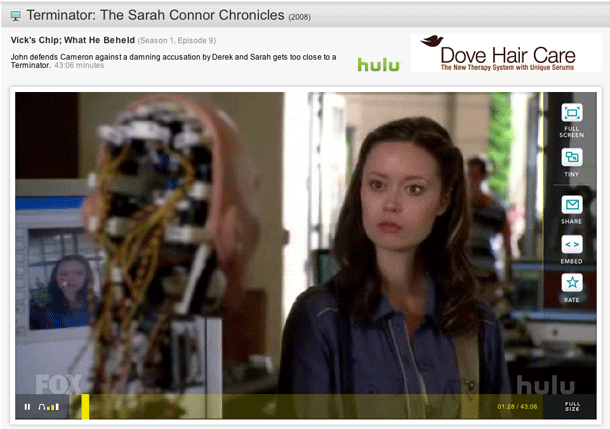 Terminator: The Sarah Connor Chronicles (2008)
Vick's Chip; What He Beheld (Season 1, Episode 9)
John defends Cameron against a damning accusation by Derek and Sarah gets too close to a
Terminator. 43:06 minutes
hulu
Dove Hair Care
The New Therapy System with Unique Serums
FULL
SCREEN
TINY
SHARE
EMBED
RATE
FOX
hulu
01:28 / 43:06
FULL
SIZE